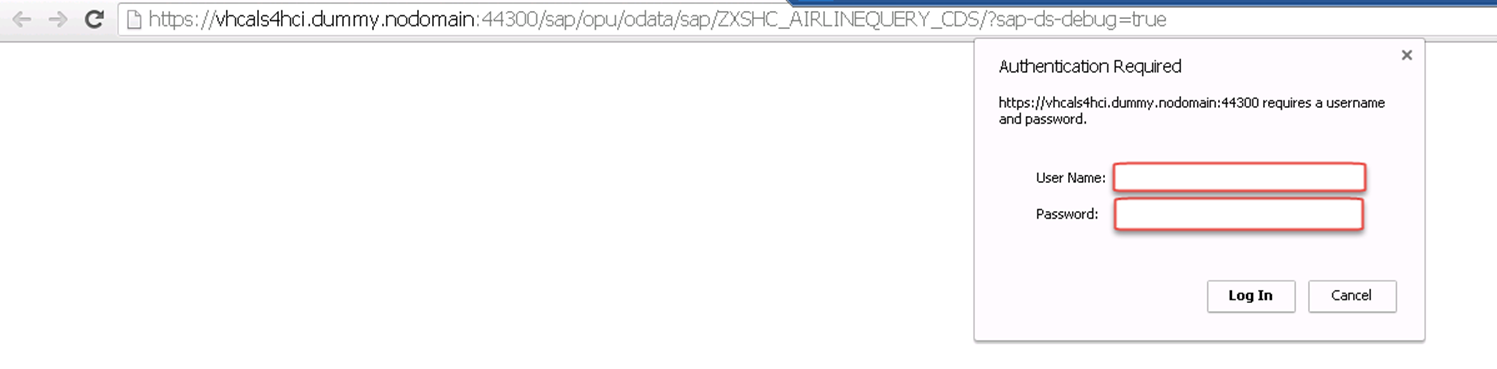 https://vhcals4hci.dummy.nodomain:44300/sap/opu/odata/sap/ZXSHC_AIRLINEQUERY_CDS/?sap-ds-debug=true
Authentication Required
https://vhcals4hci.dummy.nodomain:44300 requires a username
and password.
User Name:
Password:
Log In
Cancel